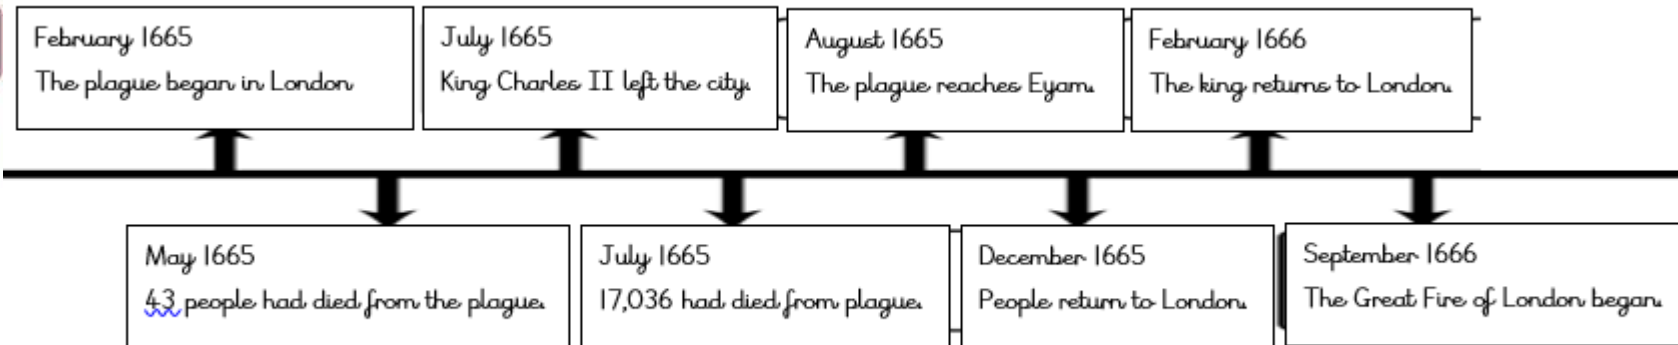 February 1665
The plague began in London
July 1665
King Charles II left the city.
August 1665
The plague reaches Eyam.
February 1666
The king returns to London.
May 1665
43 people had died from the plague.
July 1665
17,036 had died from plague.
December 1665
People return to London.
September 1666
The Great Fire of London began.